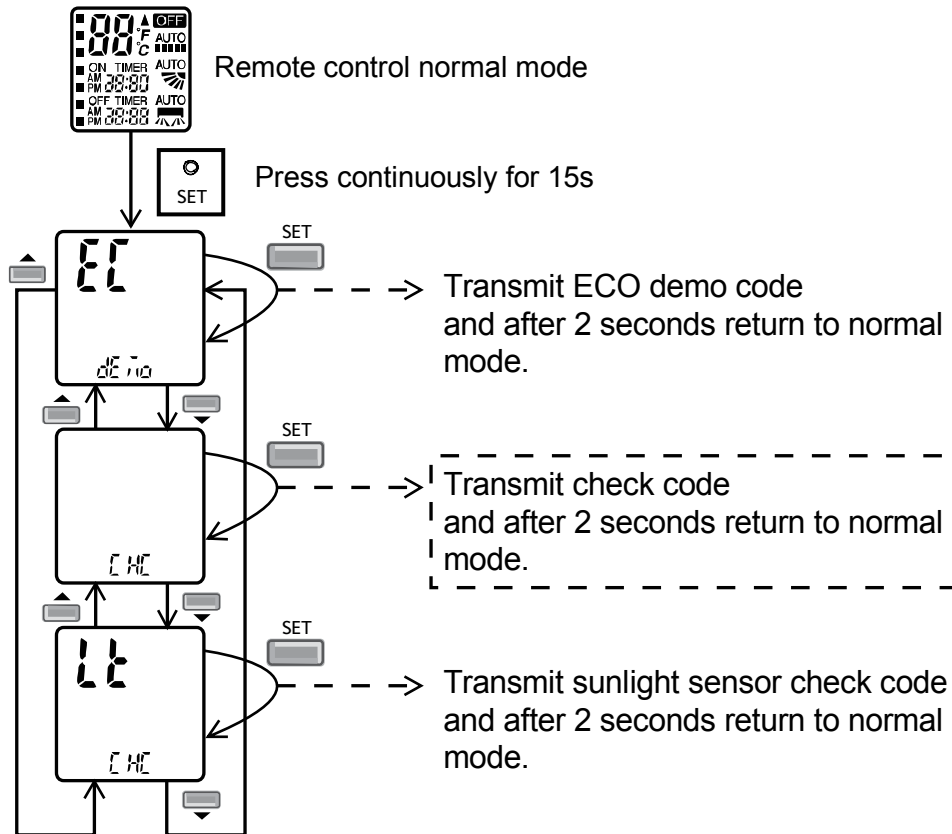 88 °F °C OFF
AUTO
ON TIMER AUTO
AM PM 88:88
OFF TIMER AUTO
AM PM 88:88
Remote control normal mode
SET
Press continuously for 15s
EC
dEmo
SET
Transmit ECO demo code
and after 2 seconds return to normal
mode.
CHC
SET
Transmit check code
and after 2 seconds return to normal
mode.
Lt
CHC
SET
Transmit sunlight sensor check code
and after 2 seconds return to normal
mode.